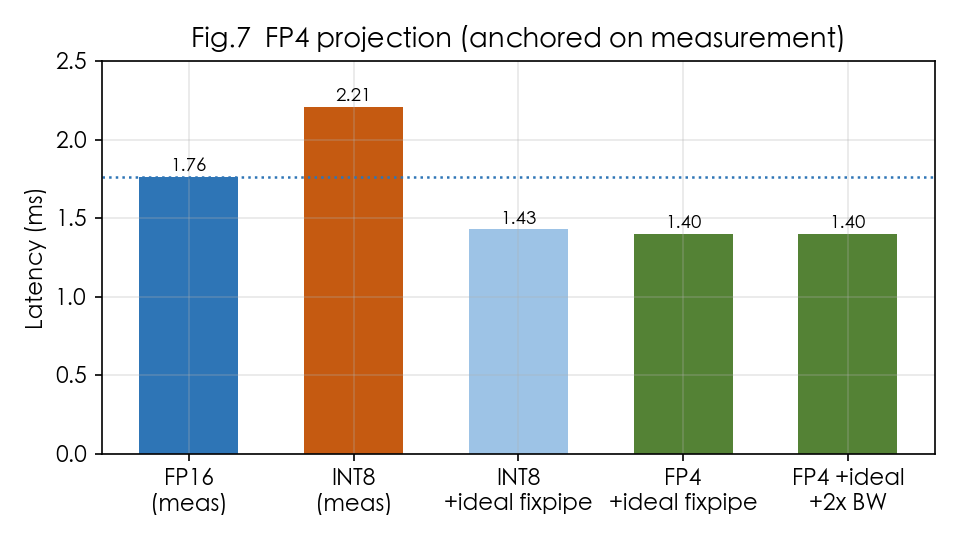 Fig.7 FP4 projection (anchored on measurement)
Latency (ms)
2.5
2.0
1.5
1.0
0.5
0.0
1.76
2.21
1.43
1.40
1.40
FP16
(meas)
INT8
(meas)
INT8
+ideal fixpipe
FP4
+ideal fixpipe
FP4 +ideal
+2x BW